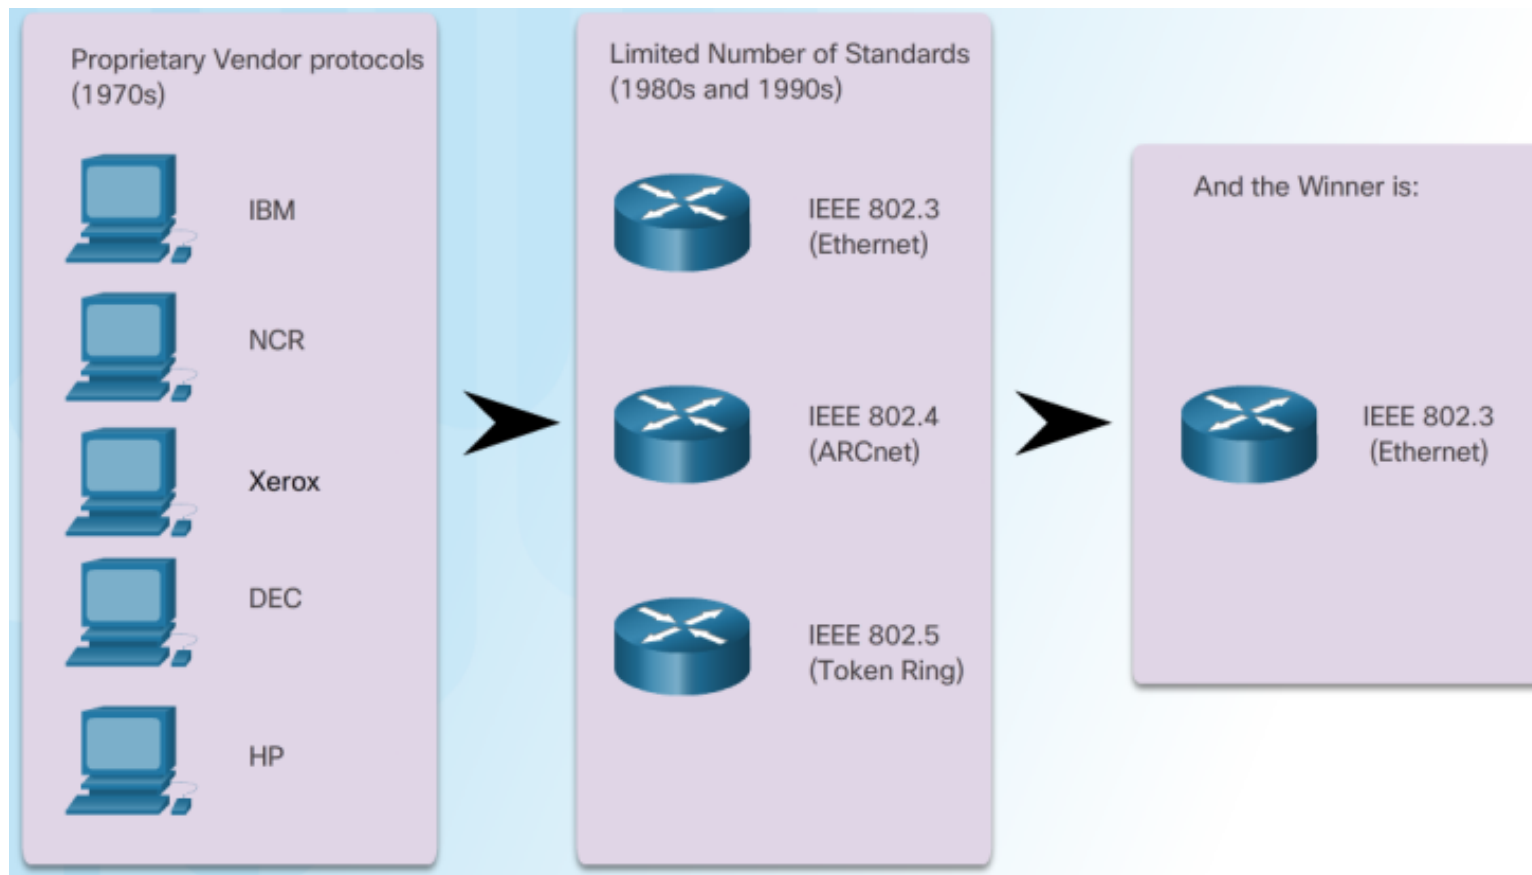 Proprietary Vendor protocols
(1970s)
IBM
NCR
Xerox
DEC
HP
Limited Number of Standards
(1980s and 1990s)
IEEE 802.3
(Ethernet)
IEEE 802.4
(ARCnet)
IEEE 802.5
(Token Ring)
And the Winner is:
IEEE 802.3
(Ethernet)